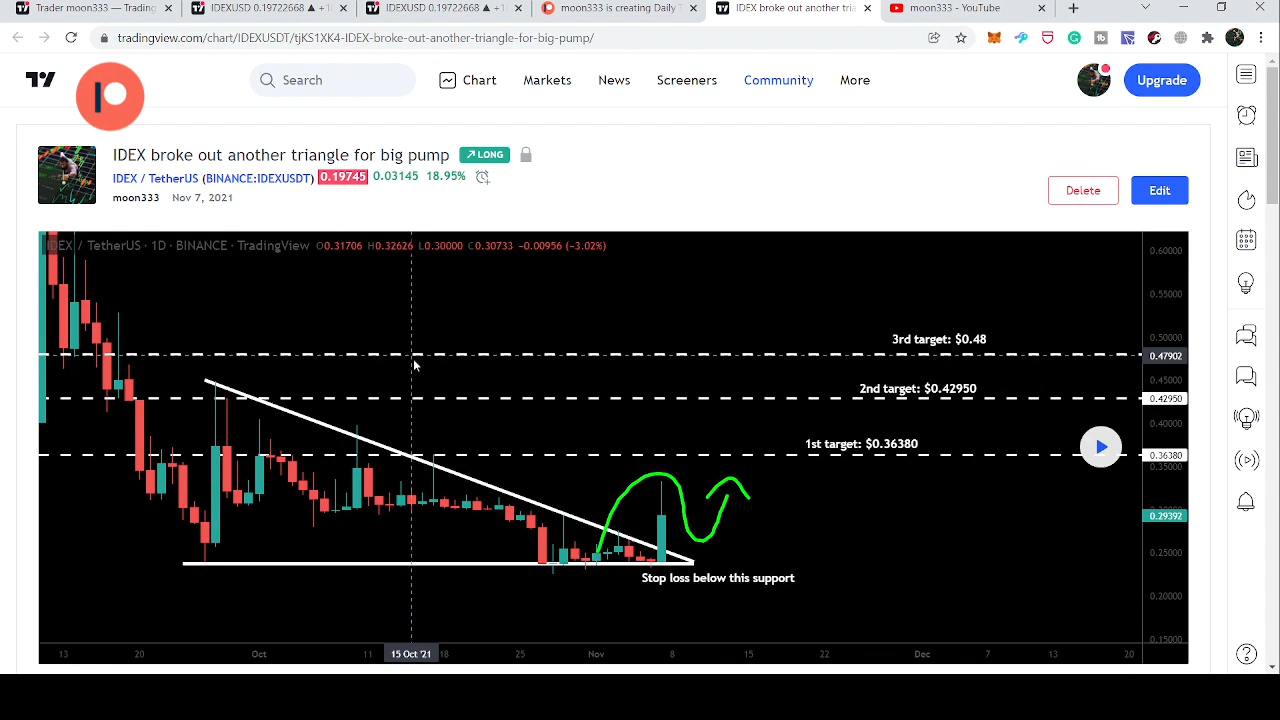 Trader moon333 — Trading
IDEXUSD 0.19722668 ▲ +1
IDEXUSD 0.19722668 ▲ +1
moon333 is creating Daily T
IDEX broke out another tria
moon333 - YouTube
tradingview.com/chart/IDEXUSDT/tjKS1XK4-IDEX-broke-out-another-triangle-for-big-pump/
Search
Chart
Markets
News
Screeners
Community
More
Upgrade
IDEX broke out another triangle for big pump
LONG
IDEX / TetherUS (BINANCE:IDEXUSDT) 0.19745 0.03145 18.95%
moon333 Nov 7, 2021
Delete
Edit
IDEX / TetherUS · 1D · BINANCE · TradingView O0.31706 H0.32626 L0.30000 C0.30733 −0.00956 (−3.02%)
0.60000
0.55000
0.50000
3rd target: $0.48
0.47902
0.45000
2nd target: $0.42950
0.42950
0.40000
1st target: $0.36380
0.36380
0.35000
0.29392
0.25000
Stop loss below this support
0.20000
0.15000
13 20 Oct 11 15 Oct '21 18 25 Nov 8 15 22 Dec 7 13 20